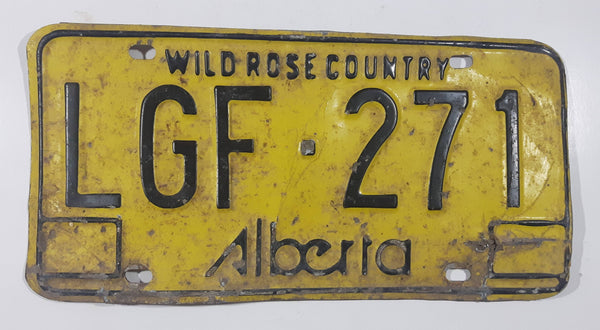 WILD ROSE COUNTRY
LGF·271
Alberta